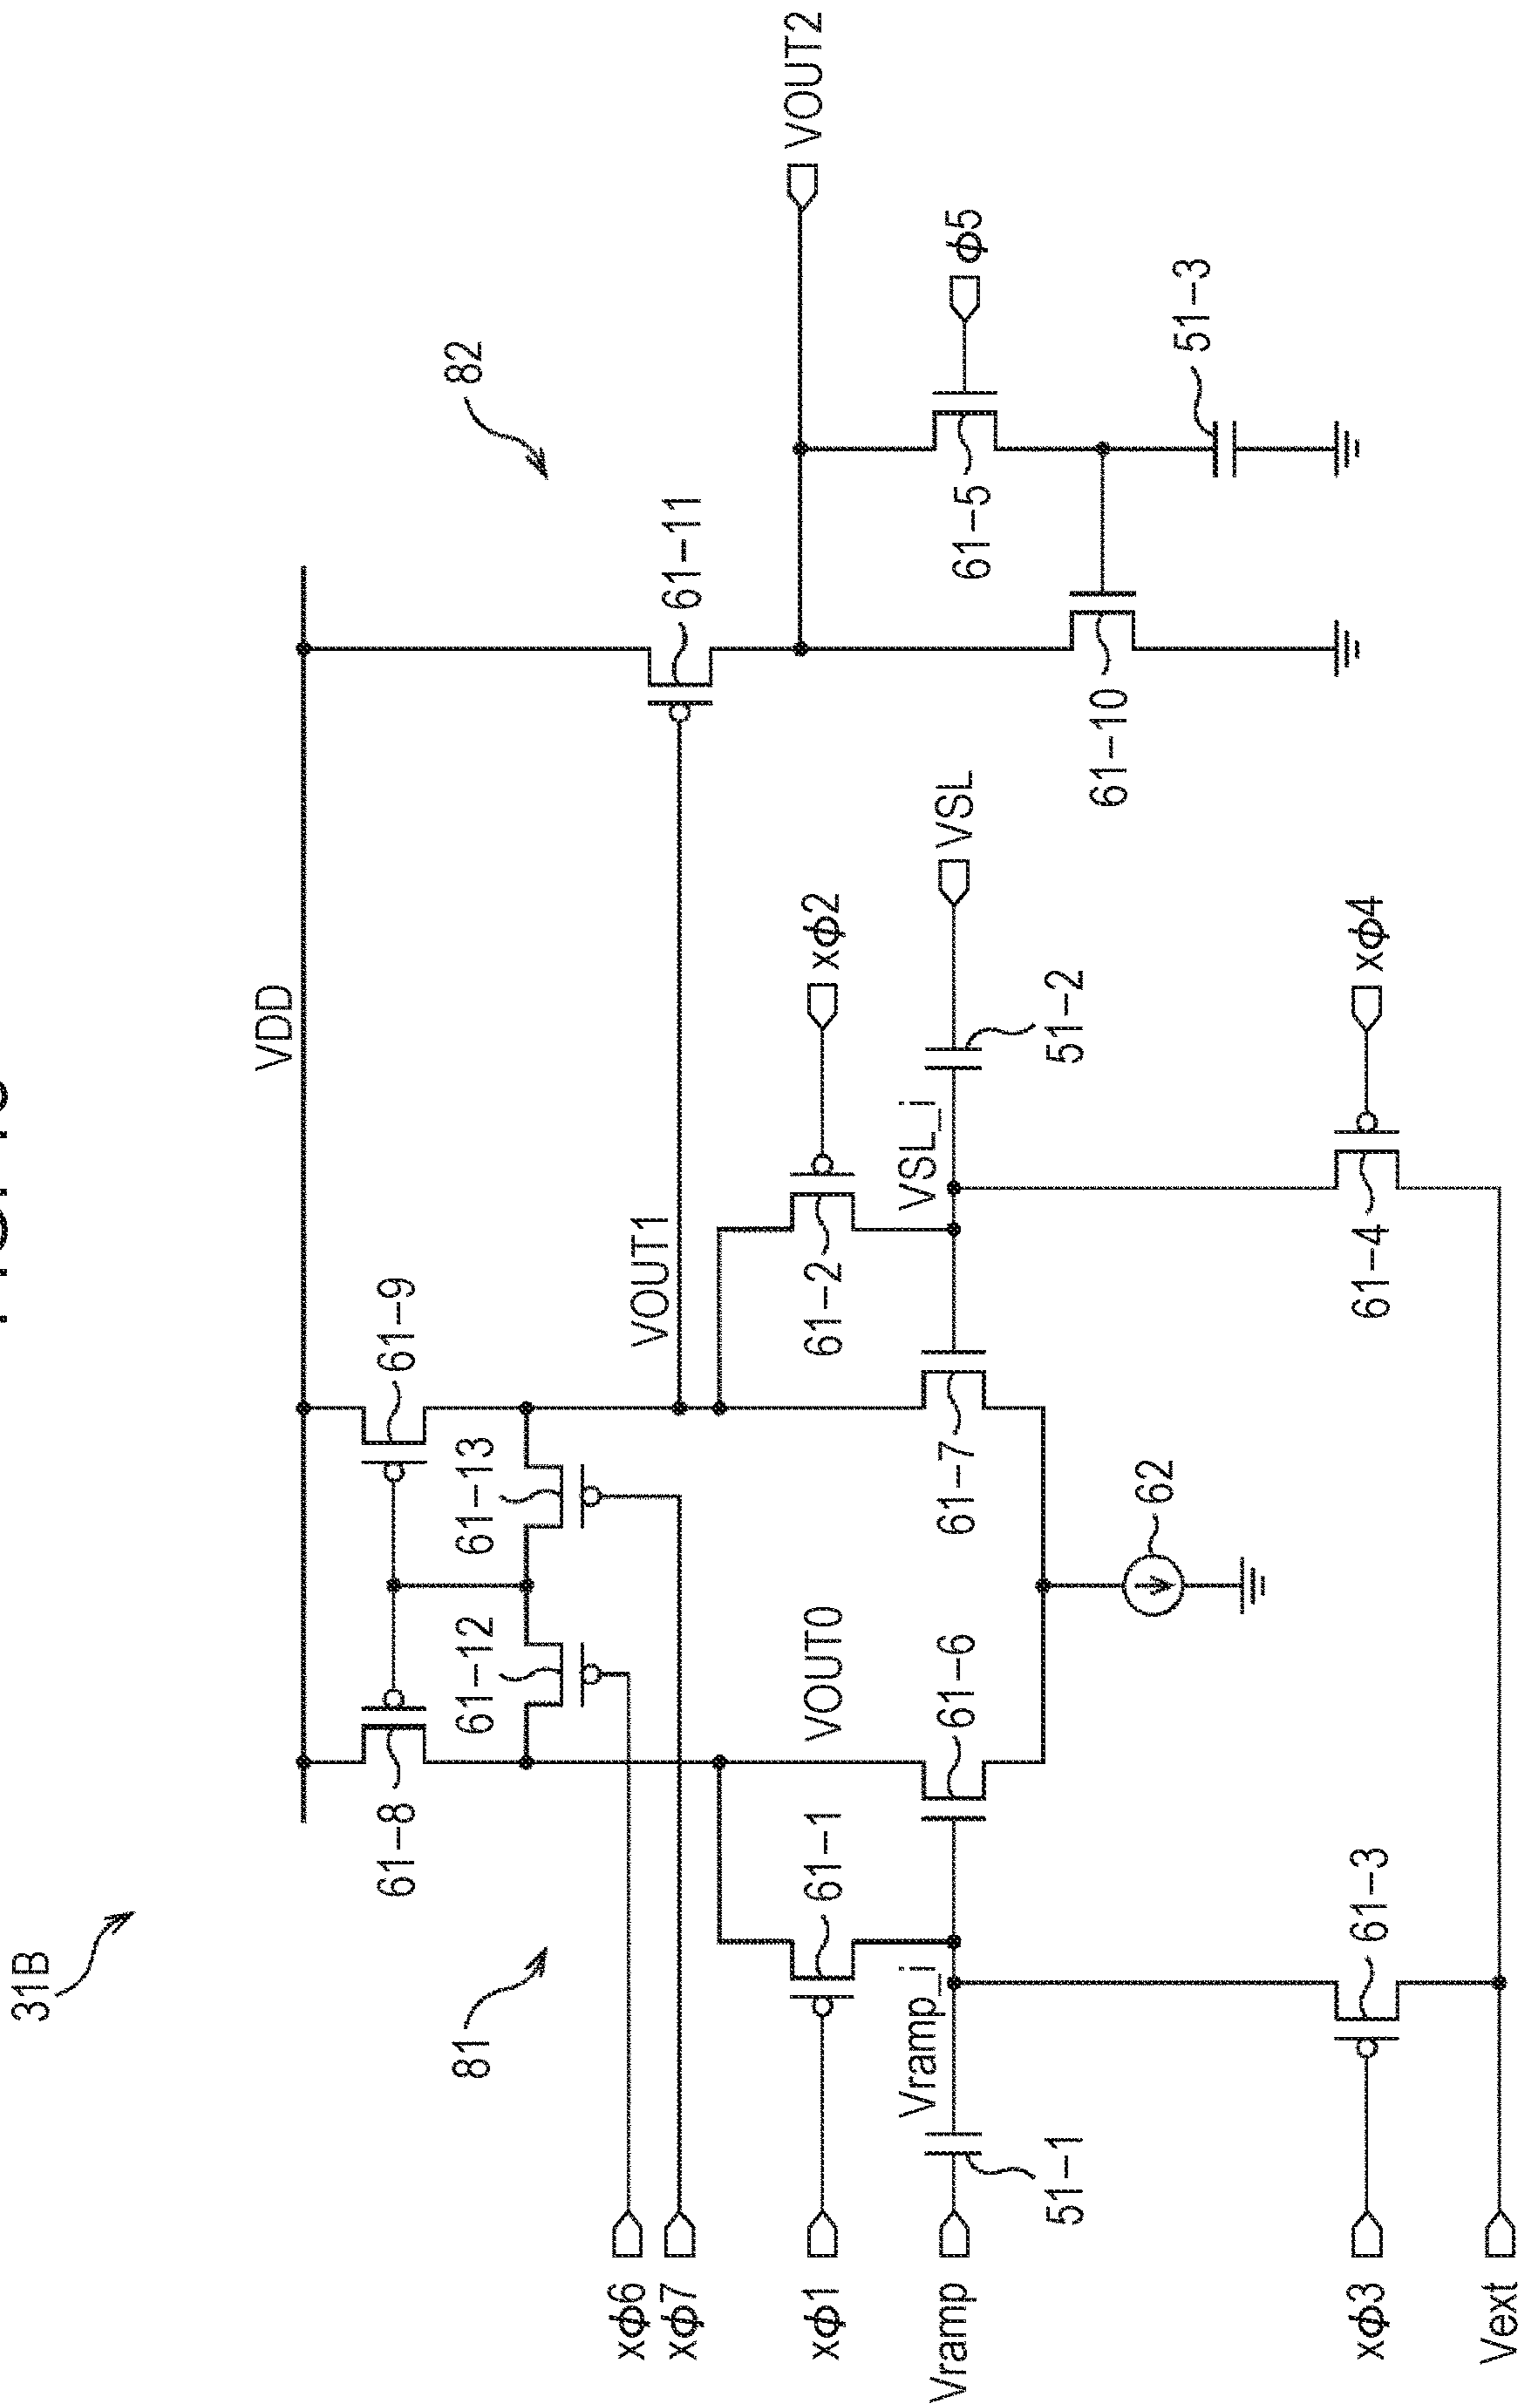 31B
81
82
VDD
61-8
61-9
61-12
61-13
61-11
xφ6
xφ7
VOUT1
VOUT2
xφ1
61-1
VOUT0
61-2
xφ2
Vramp
Vramp_i
51-1
61-6
61-7
VSL_i
51-2
VSL
61-5
φ5
62
61-10
51-3
xφ3
61-3
61-4
xφ4
Vext